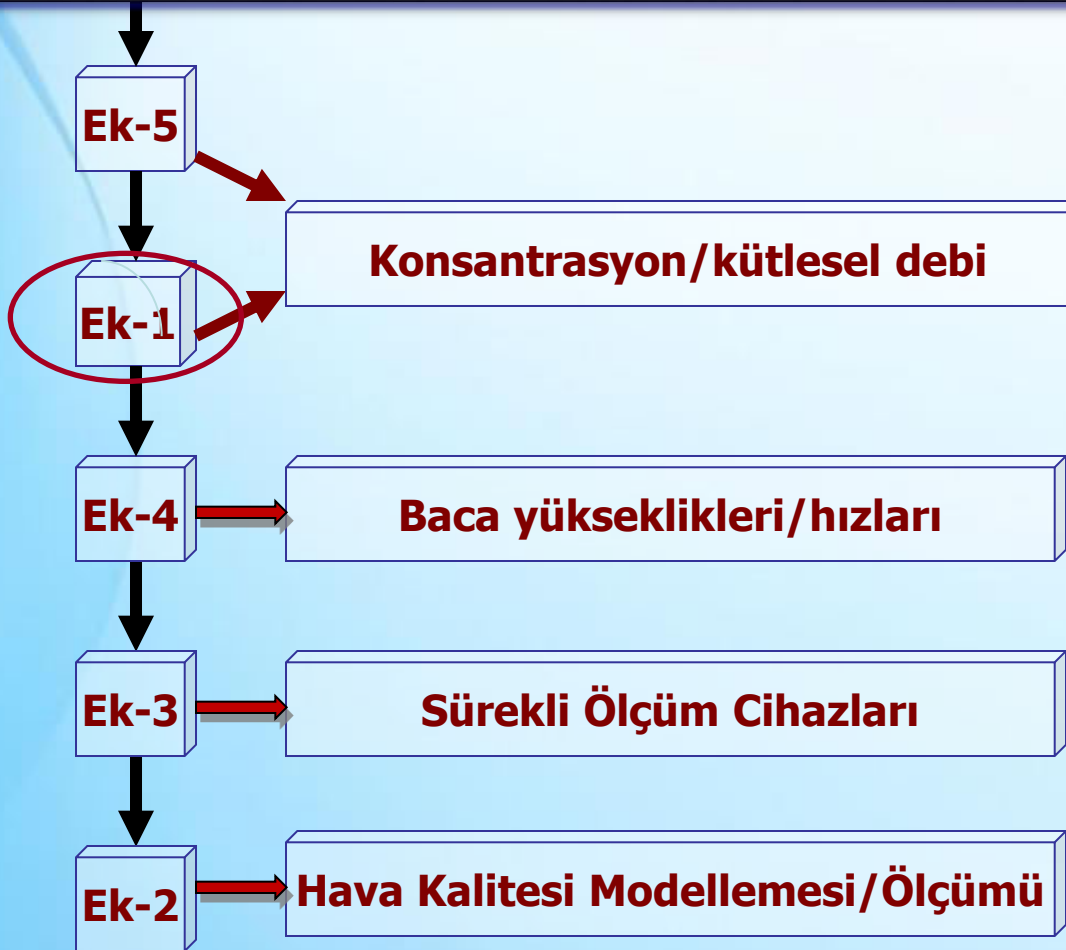 Ek-5
Konsantrasyon/kütlesel debi
Ek-1
Ek-4
Baca yükseklikleri/hızları
Ek-3
Sürekli Ölçüm Cihazları
Ek-2
Hava Kalitesi Modellemesi/Ölçümü